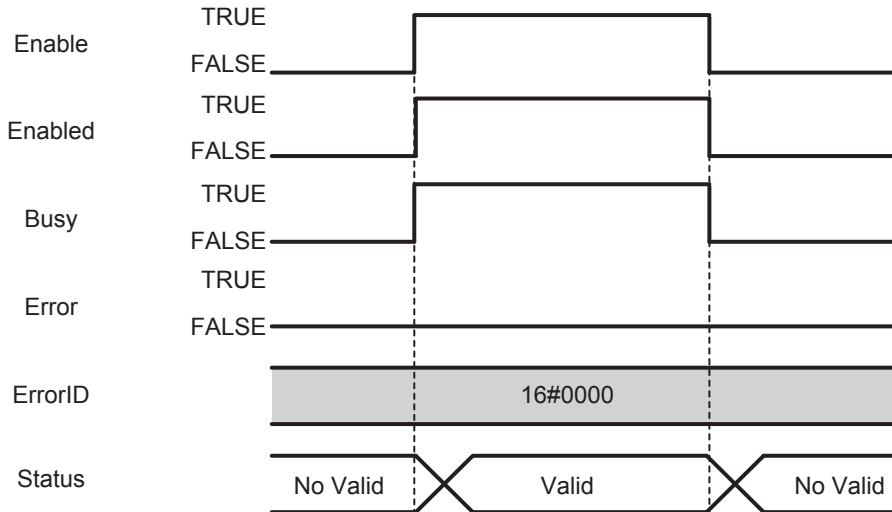 Enable
TRUE
FALSE
Enabled
TRUE
FALSE
Busy
TRUE
FALSE
Error
TRUE
FALSE
ErrorID
16#0000
Status
No Valid
Valid
No Valid